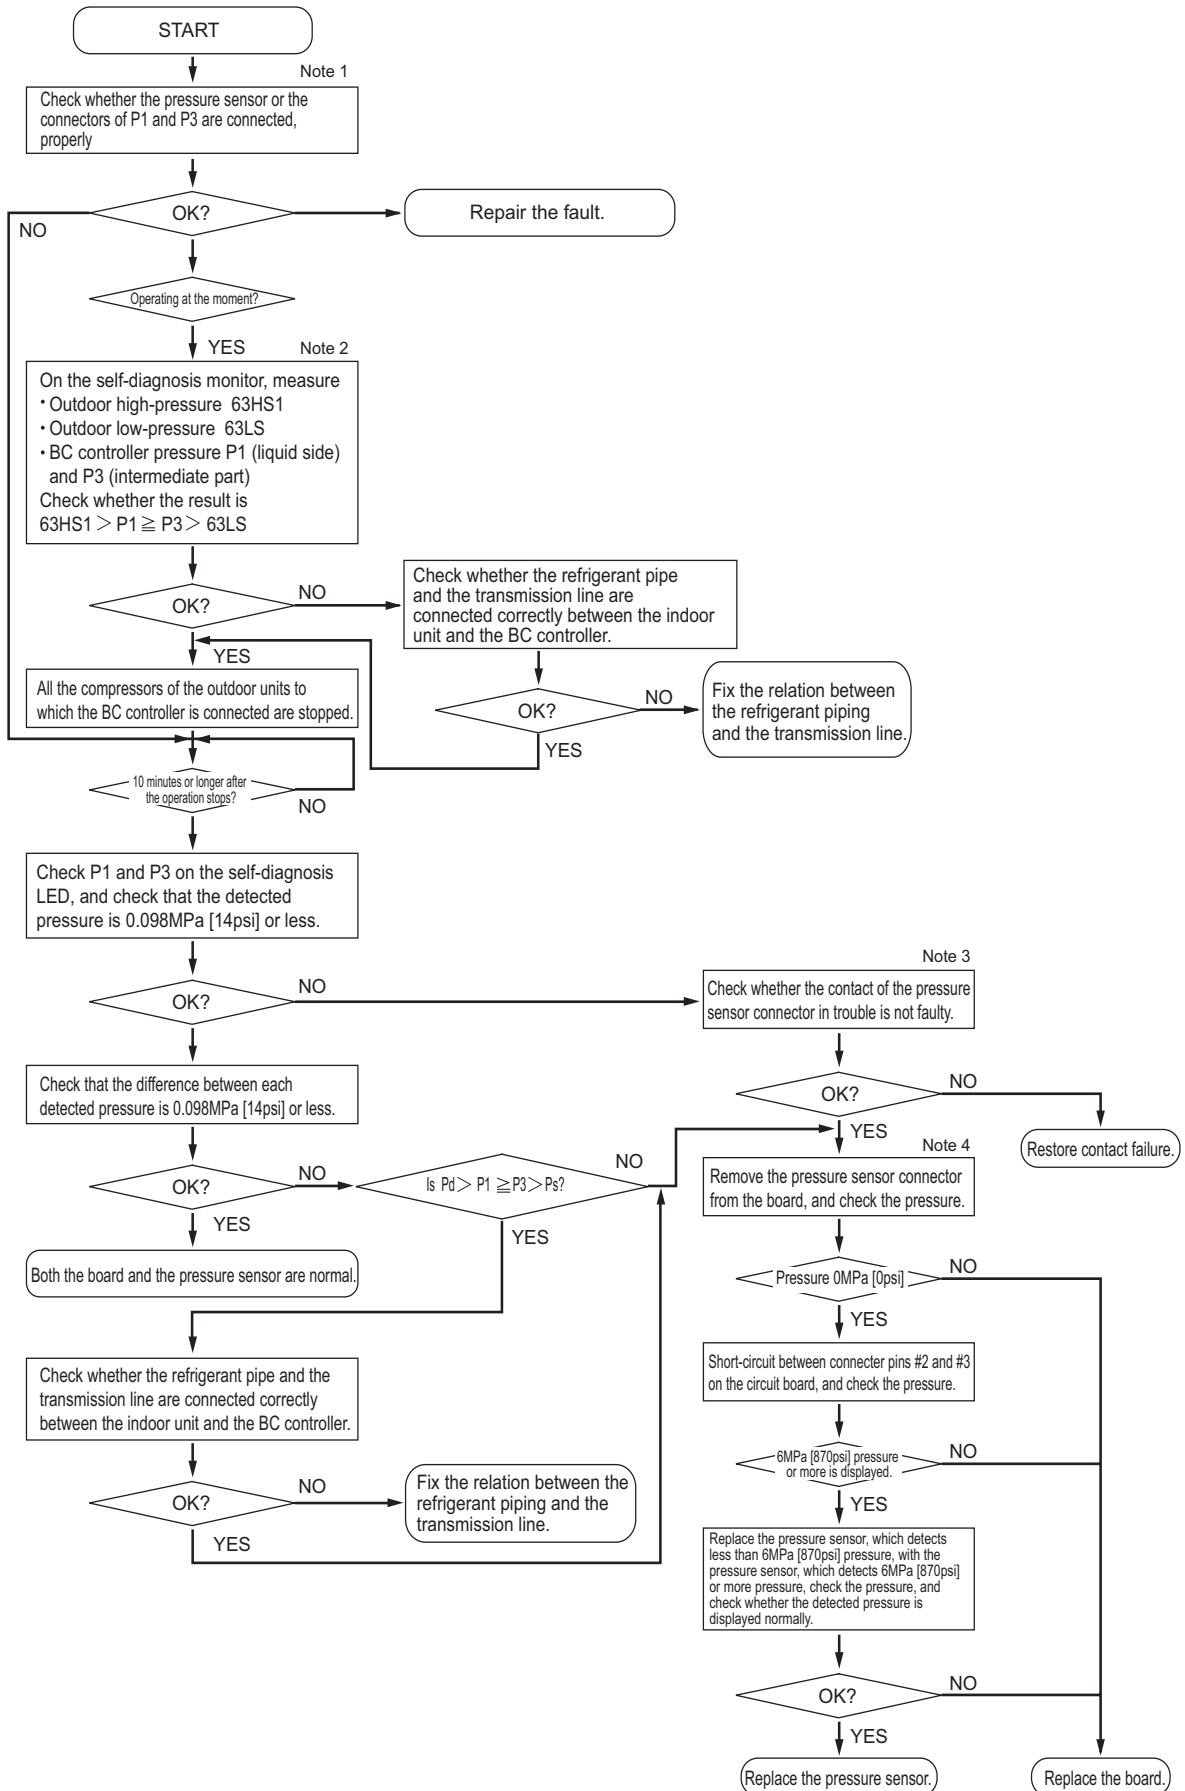 START
Note 1
Check whether the pressure sensor or the
connectors of P1 and P3 are connected,
properly
OK?
Repair the fault.
NO
Operating at the moment?
YES
Note 2
On the self-diagnosis monitor, measure
・Outdoor high-pressure 63HS1
・Outdoor low-pressure 63LS
・BC controller pressure P1 (liquid side)
and P3 (intermediate part)
Check whether the result is
63HS1＞P1≧P3＞63LS
OK?
NO
Check whether the refrigerant pipe
and the transmission line are
connected correctly between the indoor
unit and the BC controller.
YES
All the compressors of the outdoor units to
which the BC controller is connected are stopped.
OK?
NO
Fix the relation between
the refrigerant piping
and the transmission line.
YES
10 minutes or longer after
the operation stops?
NO
Check P1 and P3 on the self-diagnosis
LED, and check that the detected
pressure is 0.098MPa [14psi] or less.
OK?
NO
Note 3
Check whether the contact of the pressure
sensor connector in trouble is not faulty.
Check that the difference between each
detected pressure is 0.098MPa [14psi] or less.
OK?
NO
YES
Restore contact failure.
Note 4
Remove the pressure sensor connector
from the board, and check the pressure.
OK?
NO
Is Pd＞ P1 ≧P3＞Ps?
NO
YES
YES
Both the board and the pressure sensor are normal.
Pressure 0MPa [0psi]
NO
YES
Check whether the refrigerant pipe and the
transmission line are connected correctly
between the indoor unit and the BC controller.
Short-circuit between connecter pins #2 and #3
on the circuit board, and check the pressure.
6MPa [870psi] pressure
or more is displayed.
NO
YES
OK?
NO
Fix the relation between the
refrigerant piping and the
transmission line.
YES
Replace the pressure sensor, which detects
less than 6MPa [870psi] pressure, with the
pressure sensor, which detects 6MPa [870psi]
or more pressure, check the pressure, and
check whether the detected pressure is
displayed normally.
OK?
NO
YES
Replace the pressure sensor.
Replace the board.